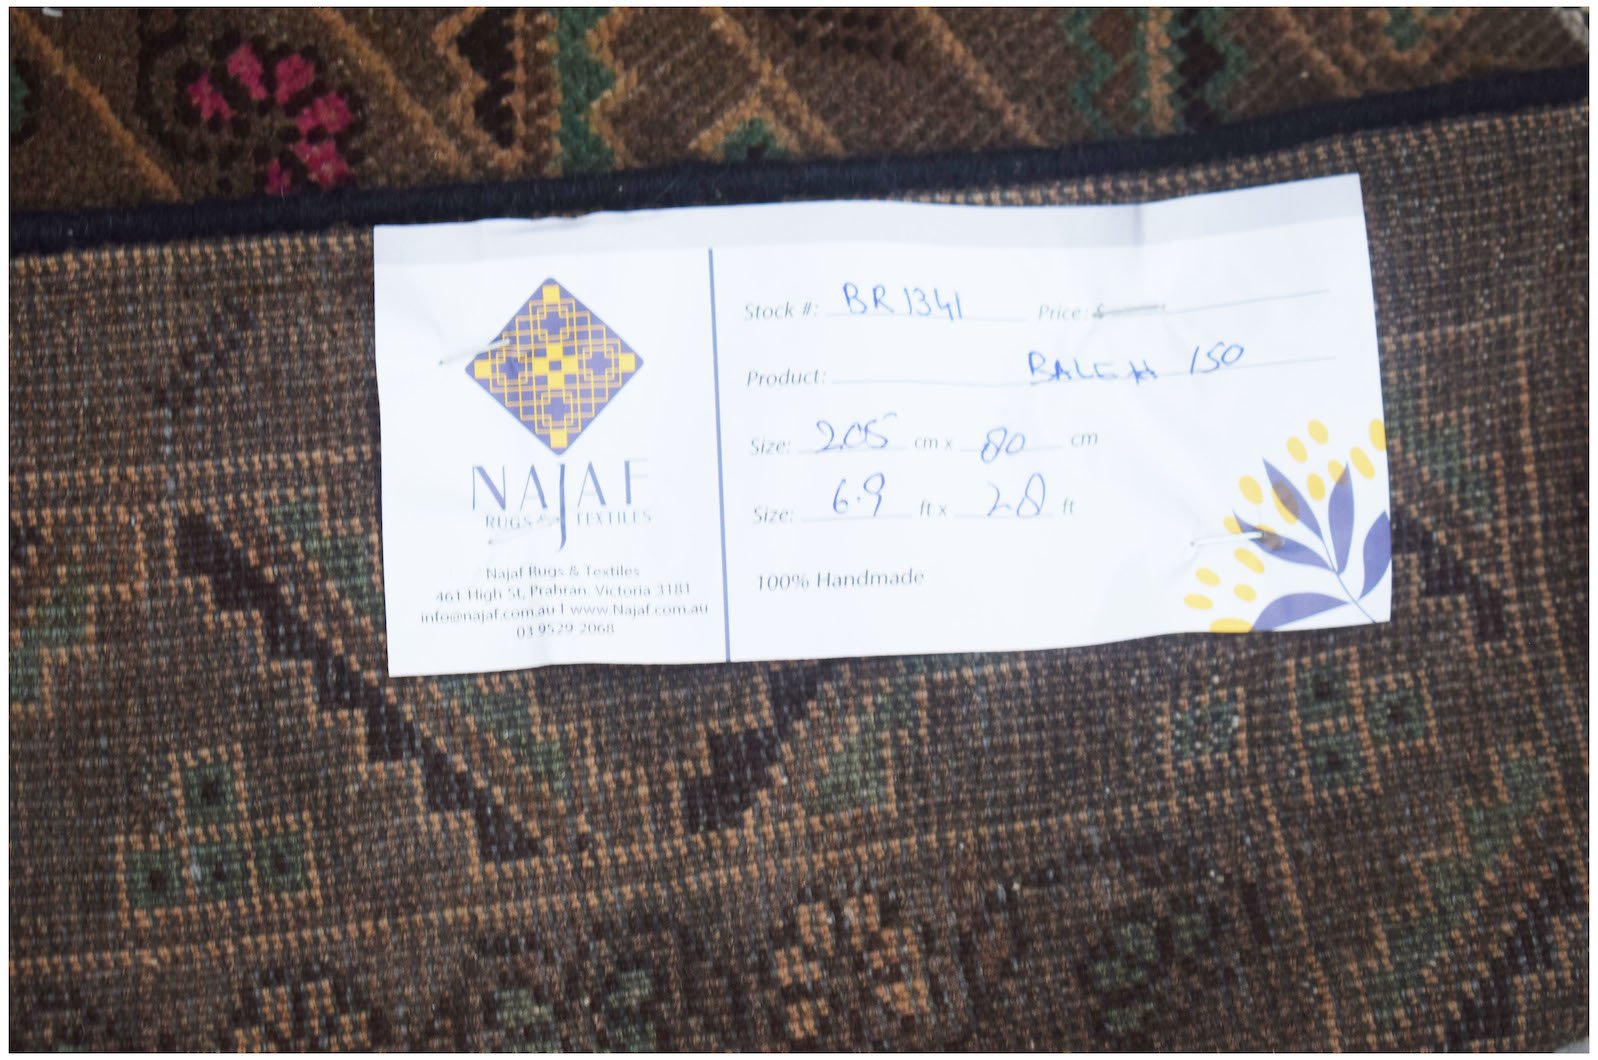 NAJAF
RUGS & TEXTILES
Najaf Rugs & Textiles
461 High St, Prahran, Victoria 3181
info@najaf.com.au | www.Najaf.com.au
03 9529 2068
Stock #: BR1341 Price: $
Product: BALEH 150
Size: 205 cm x 80 cm
Size: 6.9 ft x 2.8 ft
100% Handmade